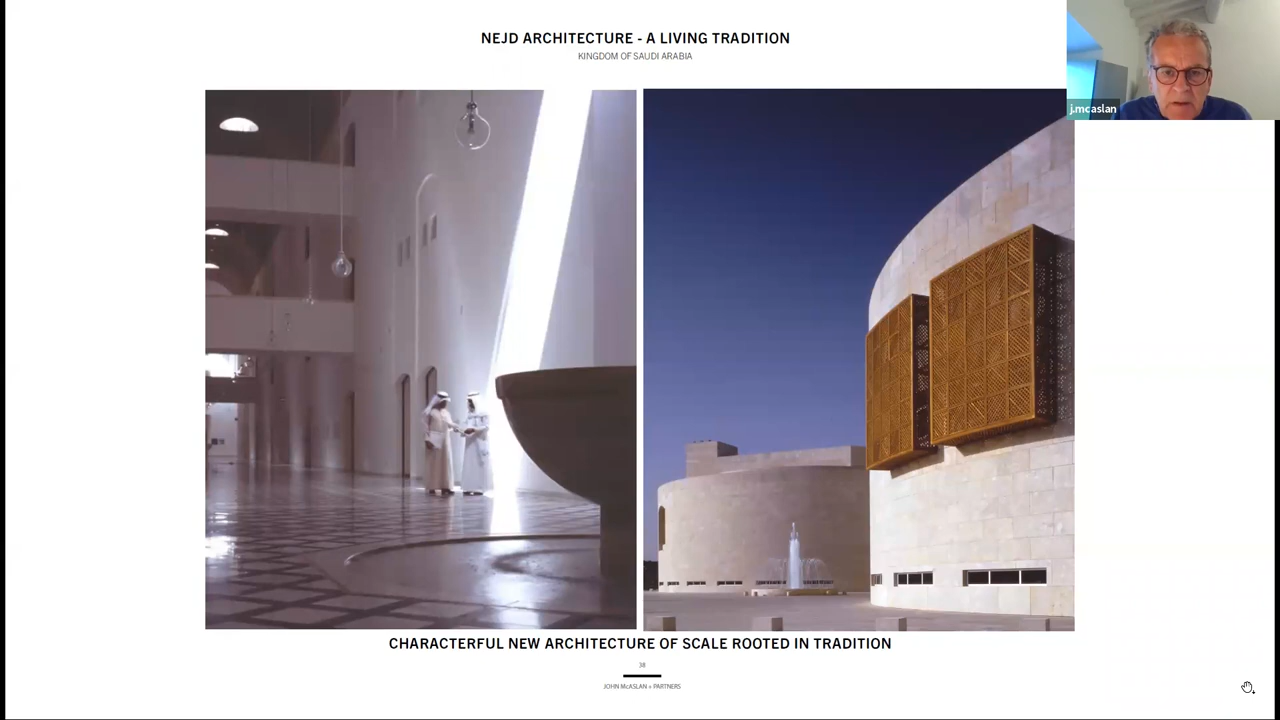 NEJD ARCHITECTURE - A LIVING TRADITION
KINGDOM OF SAUDI ARABIA
j.mcaslan
CHARACTERFUL NEW ARCHITECTURE OF SCALE ROOTED IN TRADITION
38
JOHN McASLAN + PARTNERS